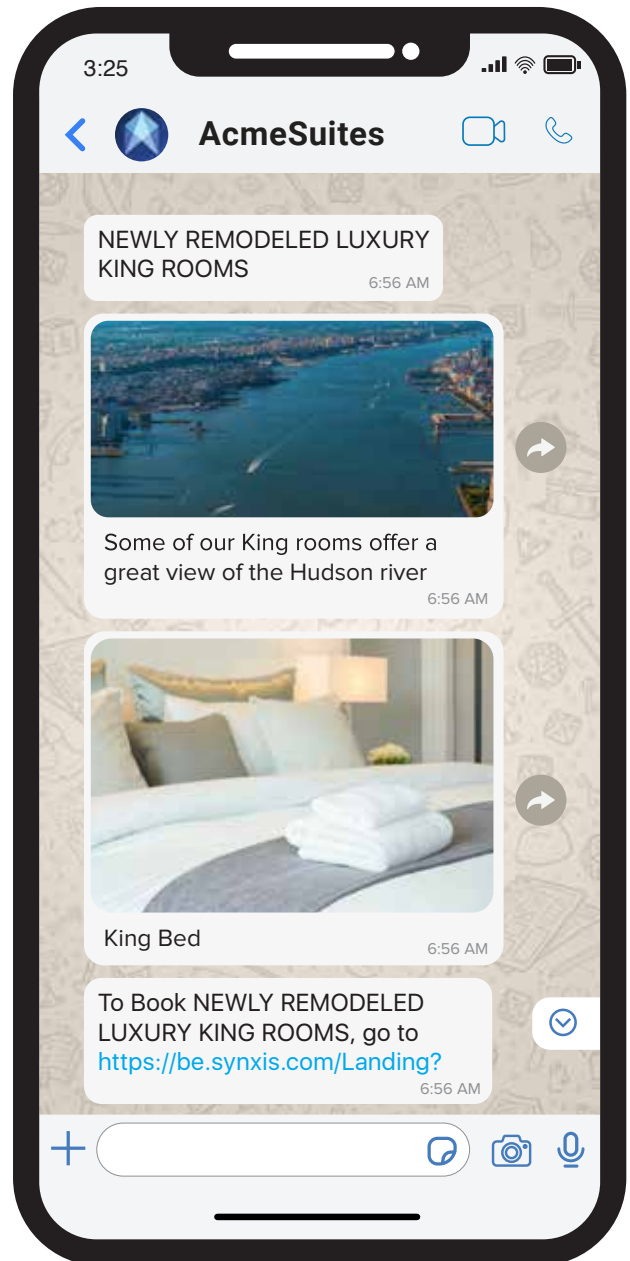 3:25
AcmeSuites
NEWLY REMODELED LUXURY
KING ROOMS
6:56 AM
Some of our King rooms offer a
great view of the Hudson river
6:56 AM
King Bed
6:56 AM
To Book NEWLY REMODELED
LUXURY KING ROOMS, go to
https://be.synxis.com/Landing?
6:56 AM